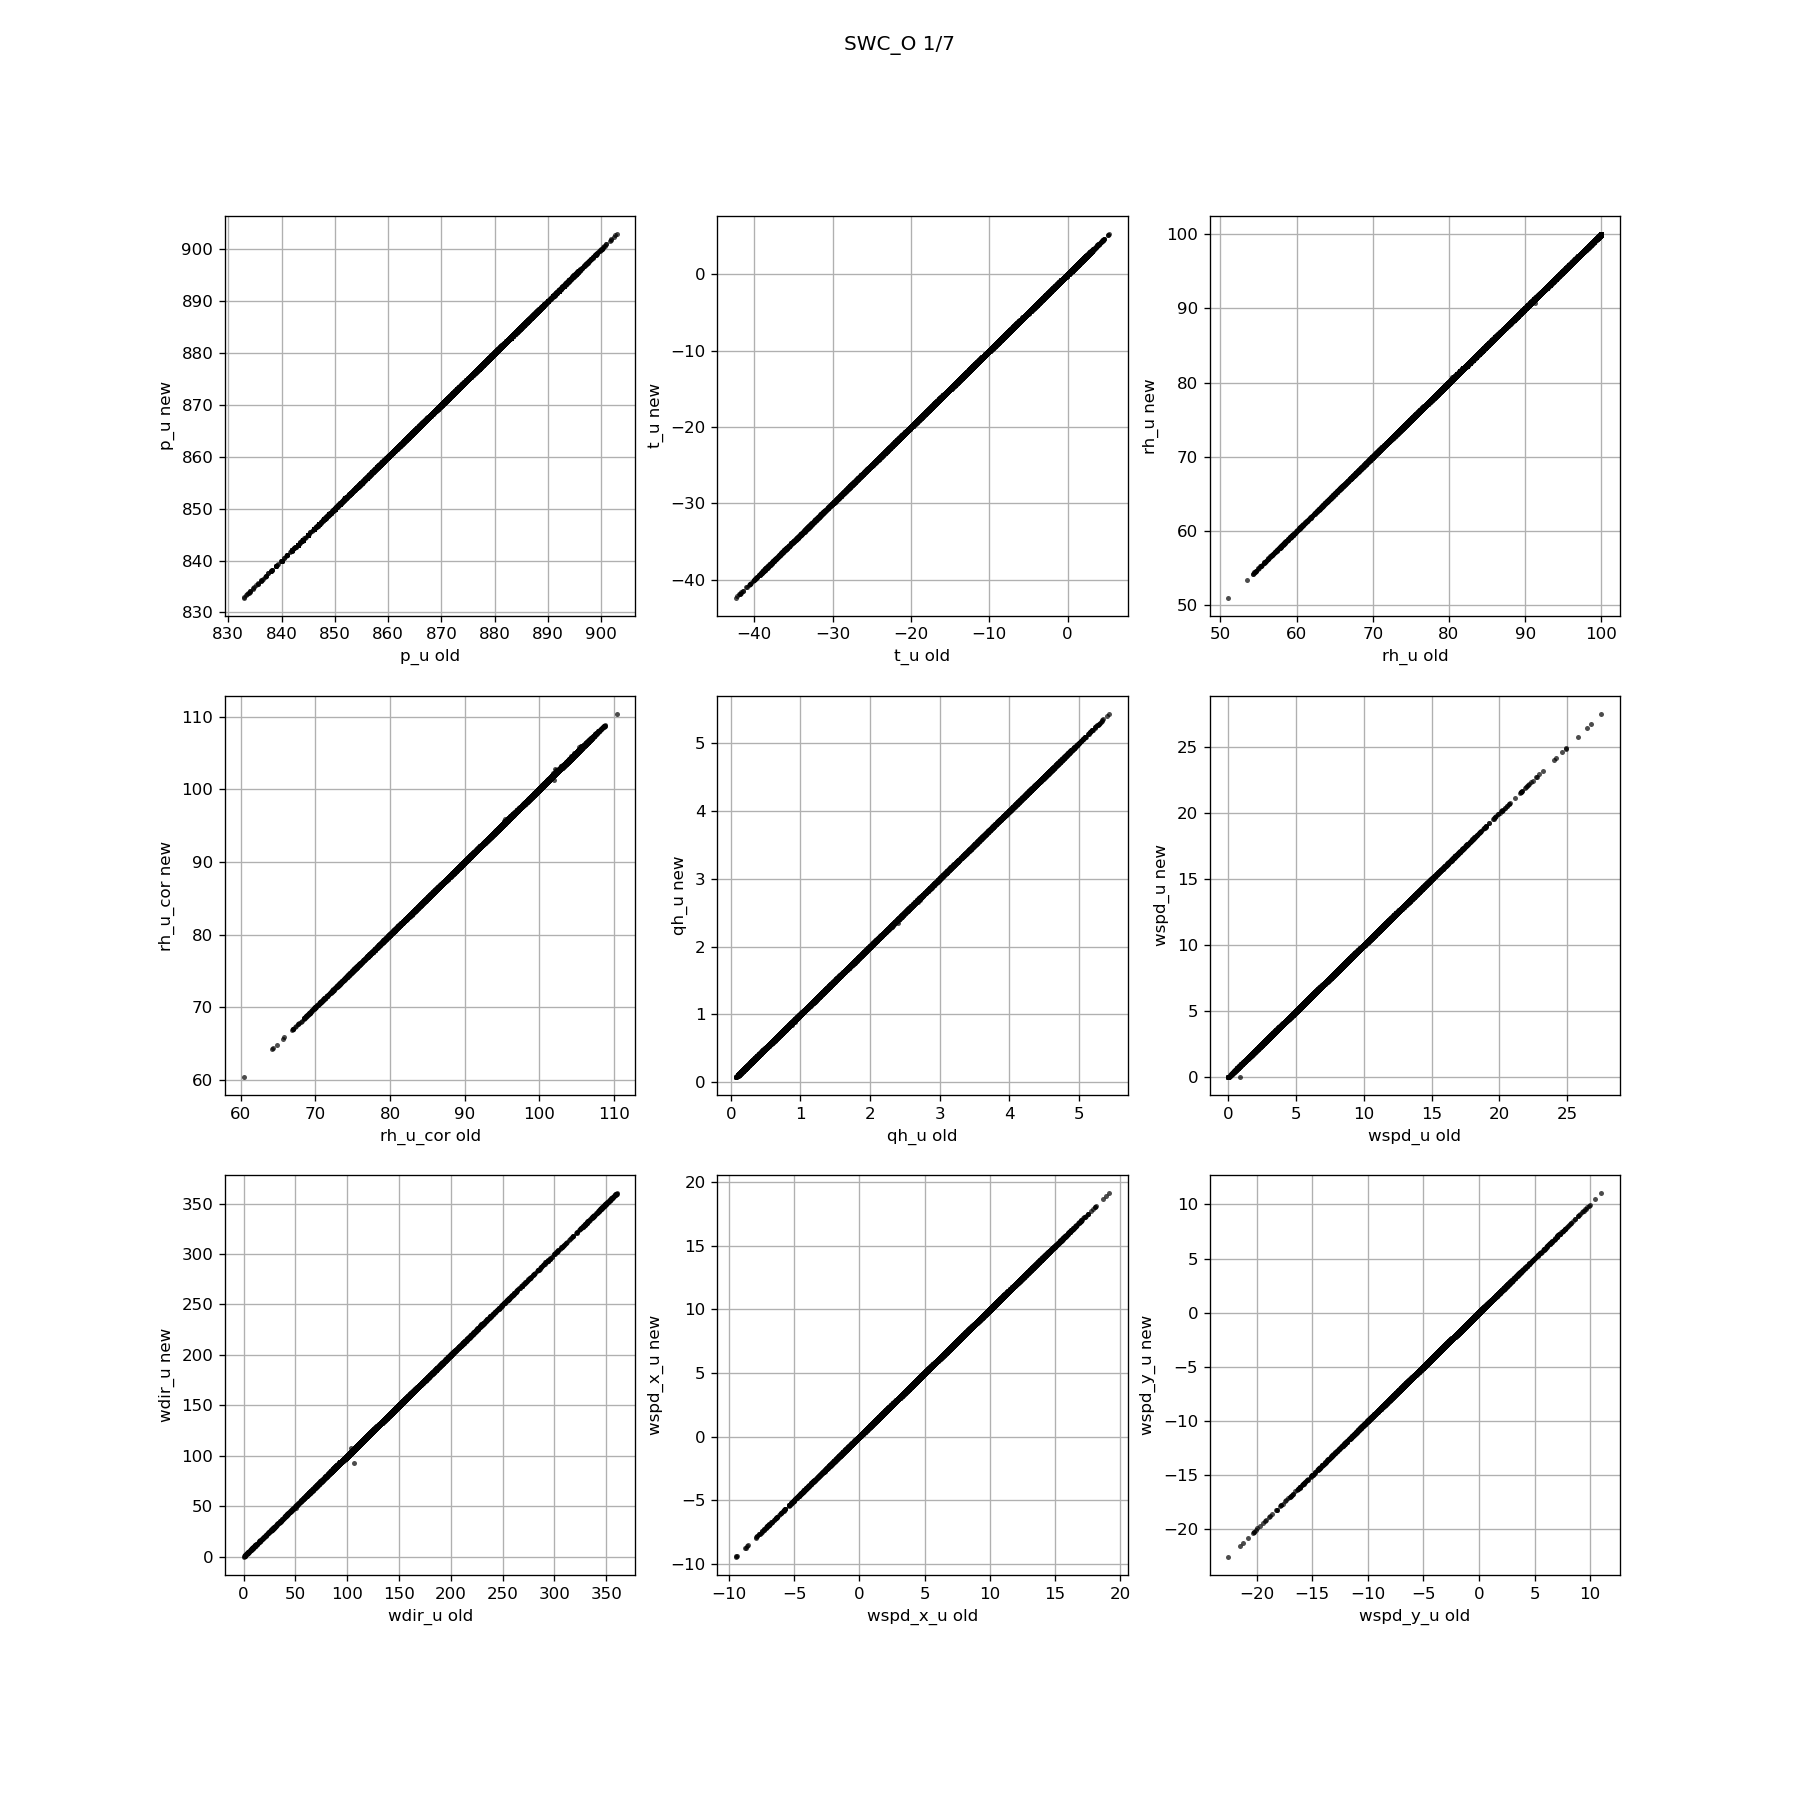 SWC_O 1/7
900
890
880
870
860
850
840
830
p_u new
830 840 850 860 870 880 890 900
p_u old
0
−10
−20
−30
−40
t_u new
−40 −30 −20 −10 0
t_u old
100
90
80
70
60
50
rh_u new
50 60 70 80 90 100
rh_u old
110
100
90
80
70
60
rh_u_cor new
60 70 80 90 100 110
rh_u_cor old
5
4
3
2
1
0
qh_u new
0 1 2 3 4 5
qh_u old
25
20
15
10
5
0
wspd_u new
0 5 10 15 20 25
wspd_u old
350
300
250
200
150
100
50
0
wdir_u new
0 50 100 150 200 250 300 350
wdir_u old
20
15
10
5
0
−5
−10
wspd_x_u new
−10 −5 0 5 10 15 20
wspd_x_u old
10
5
0
−5
−10
−15
−20
wspd_y_u new
−20 −15 −10 −5 0 5 10
wspd_y_u old